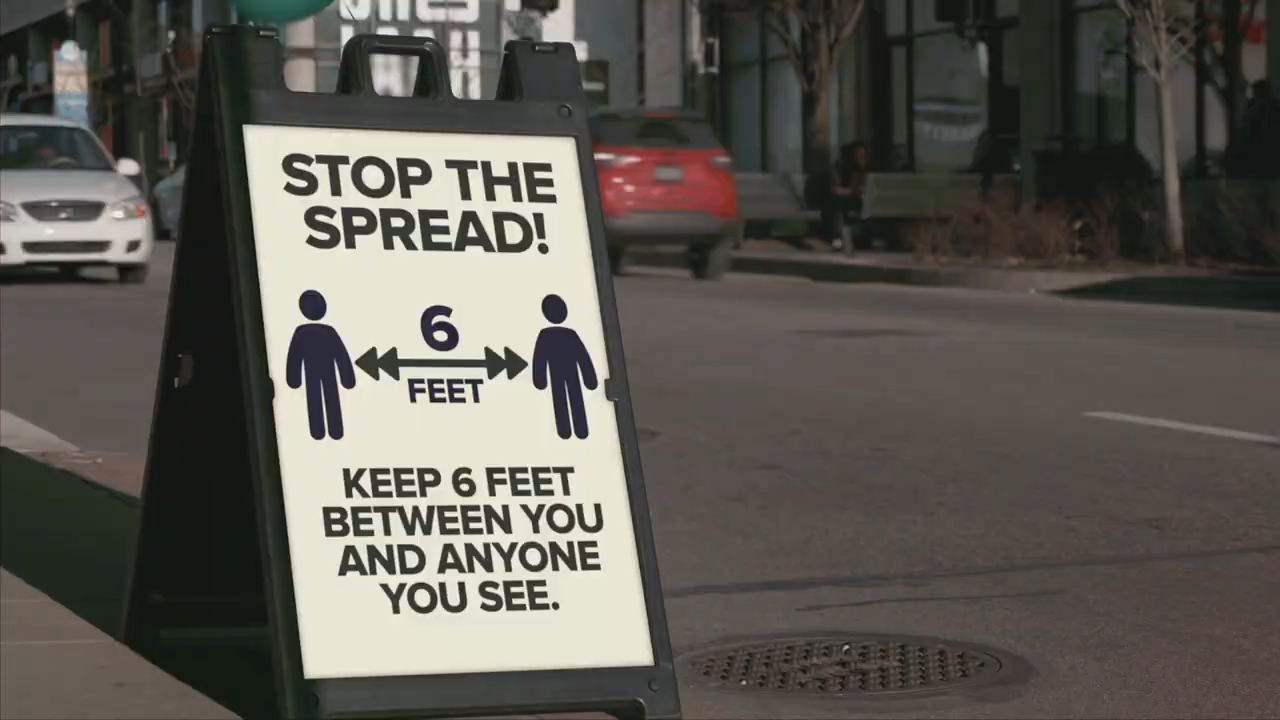 STOP THE
SPREAD!
6
FEET
KEEP 6 FEET
BETWEEN YOU
AND ANYONE
YOU SEE.